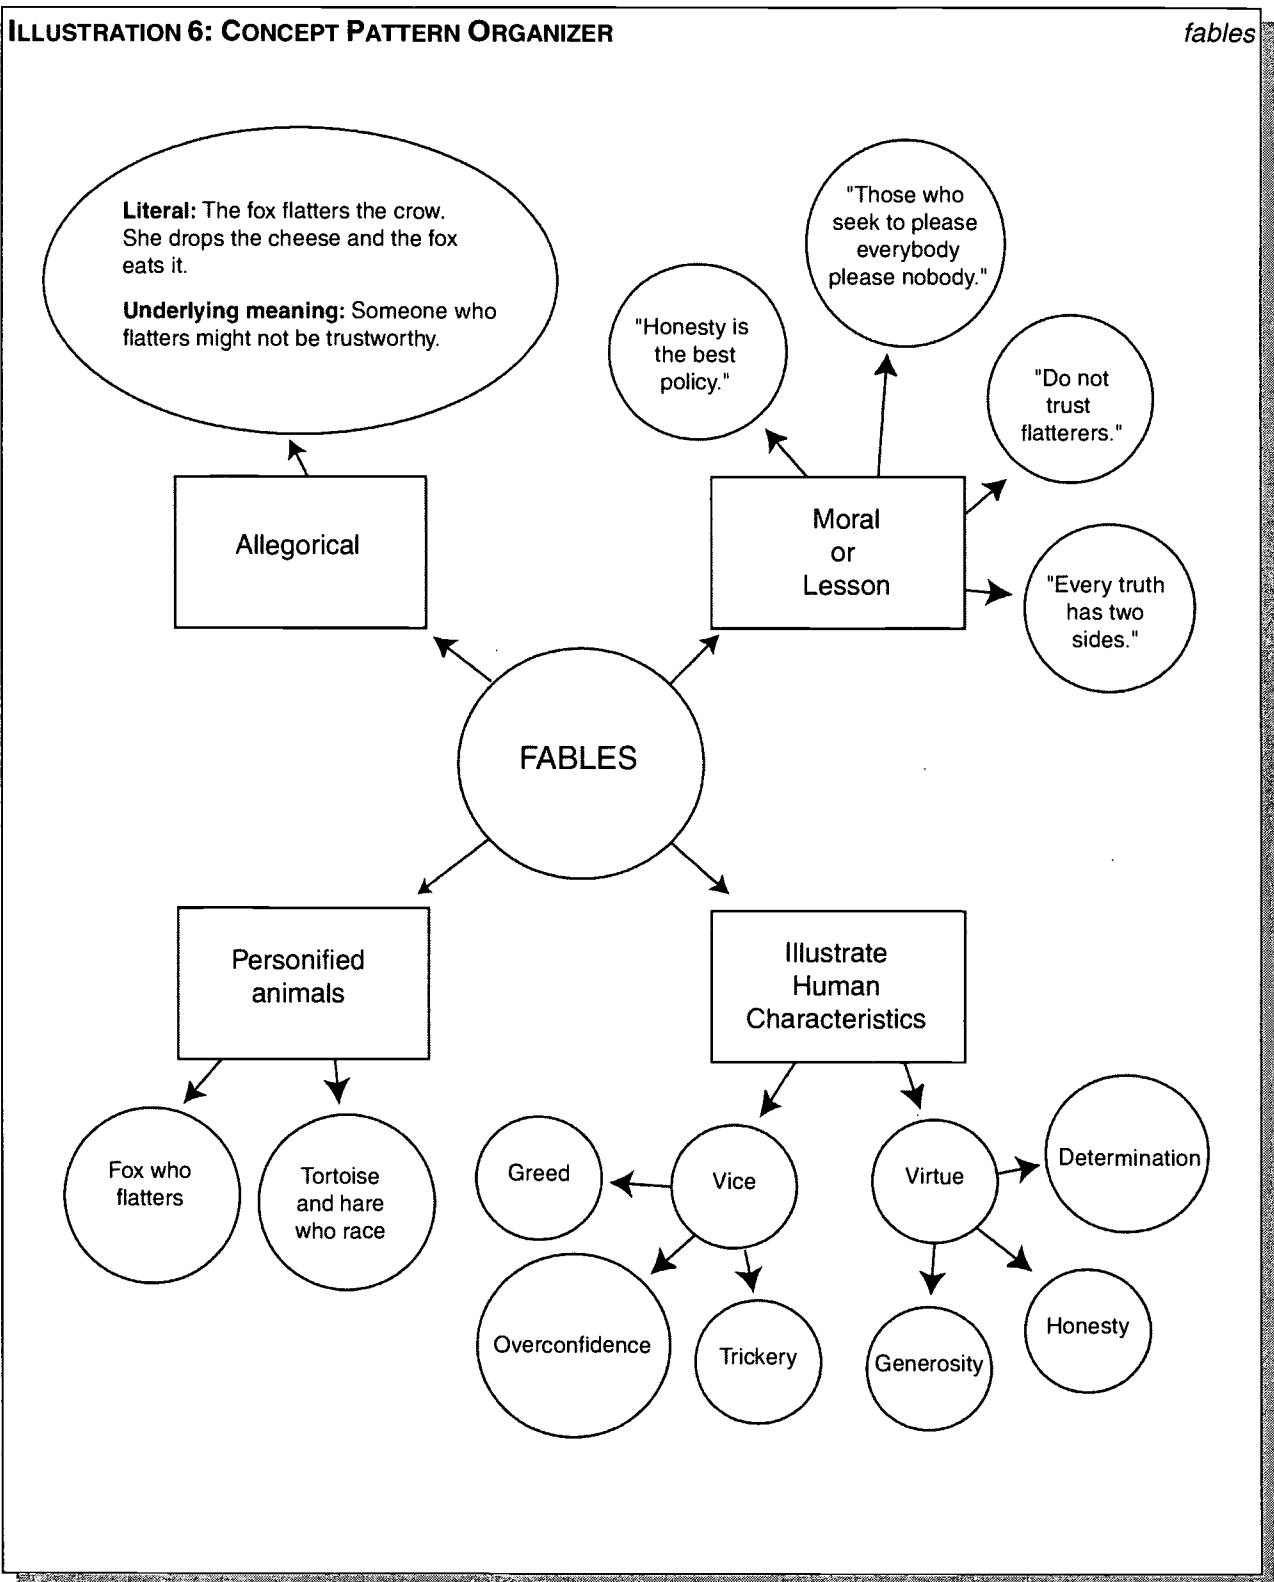 ILLUSTRATION 6: CONCEPT PATTERN ORGANIZER
fables
Literal: The fox flatters the crow.
She drops the cheese and the fox
eats it.
Underlying meaning: Someone who
flatters might not be trustworthy.
"Those who
seek to please
everybody
please nobody."
"Honesty is
the best
policy."
"Do not
trust
flatterers."
"Every truth
has two
sides."
Allegorical
Moral
or
Lesson
FABLES
Personified
animals
Illustrate
Human
Characteristics
Fox who
flatters
Tortoise
and hare
who race
Greed
Vice
Virtue
Determination
Overconfidence
Trickery
Generosity
Honesty